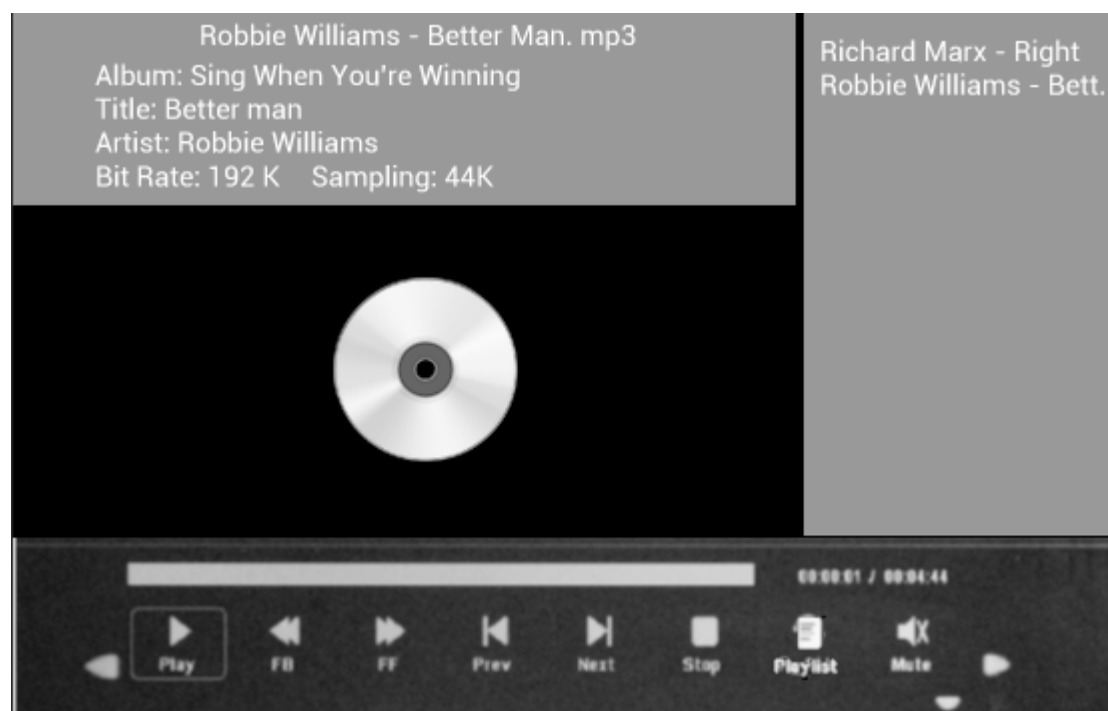 Robbie Williams - Better Man. mp3
Album: Sing When You're Winning
Title: Better man
Artist: Robbie Williams
Bit Rate: 192 K Sampling: 44K
Richard Marx - Right
Robbie Williams - Bett.
00:00:01 / 00:04:44
Play FB FF Prev Next Stop Playlist Mute